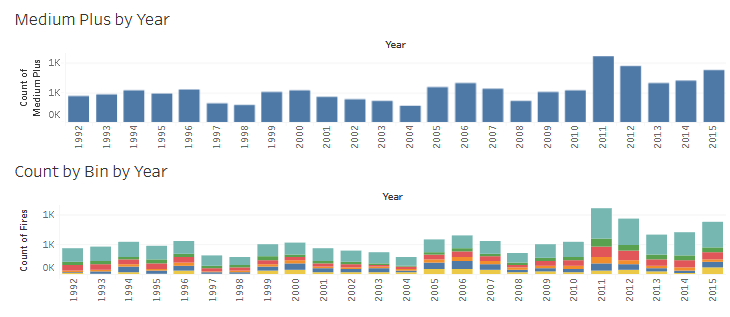 Medium Plus by Year
Year
Count of
Medium Plus
1K
1K
0K
1992 1993 1994 1995 1996 1997 1998 1999 2000 2001 2002 2003 2004 2005 2006 2007 2008 2009 2010 2011 2012 2013 2014 2015
Count by Bin by Year
Year
Count of Fires
1K
1K
0K
1992 1993 1994 1995 1996 1997 1998 1999 2000 2001 2002 2003 2004 2005 2006 2007 2008 2009 2010 2011 2012 2013 2014 2015